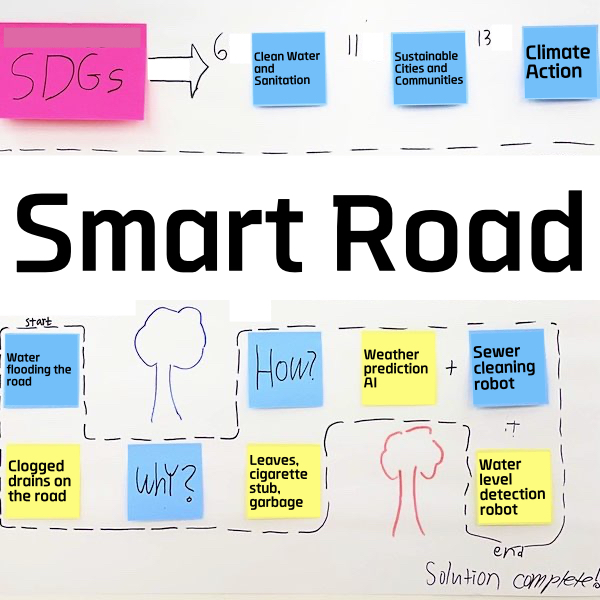 SDGs
6
Clean Water
and
Sanitation
11
Sustainable
Cities and
Communities
13
Climate
Action
Smart Road
start
Water
flooding the
road
How?
Weather
prediction
AI
+
Sewer
cleaning
robot
+
Clogged
drains on
the road
WhY?
Leaves,
cigarette
stub,
garbage
Water
level
detection
robot
end
Solution complete!